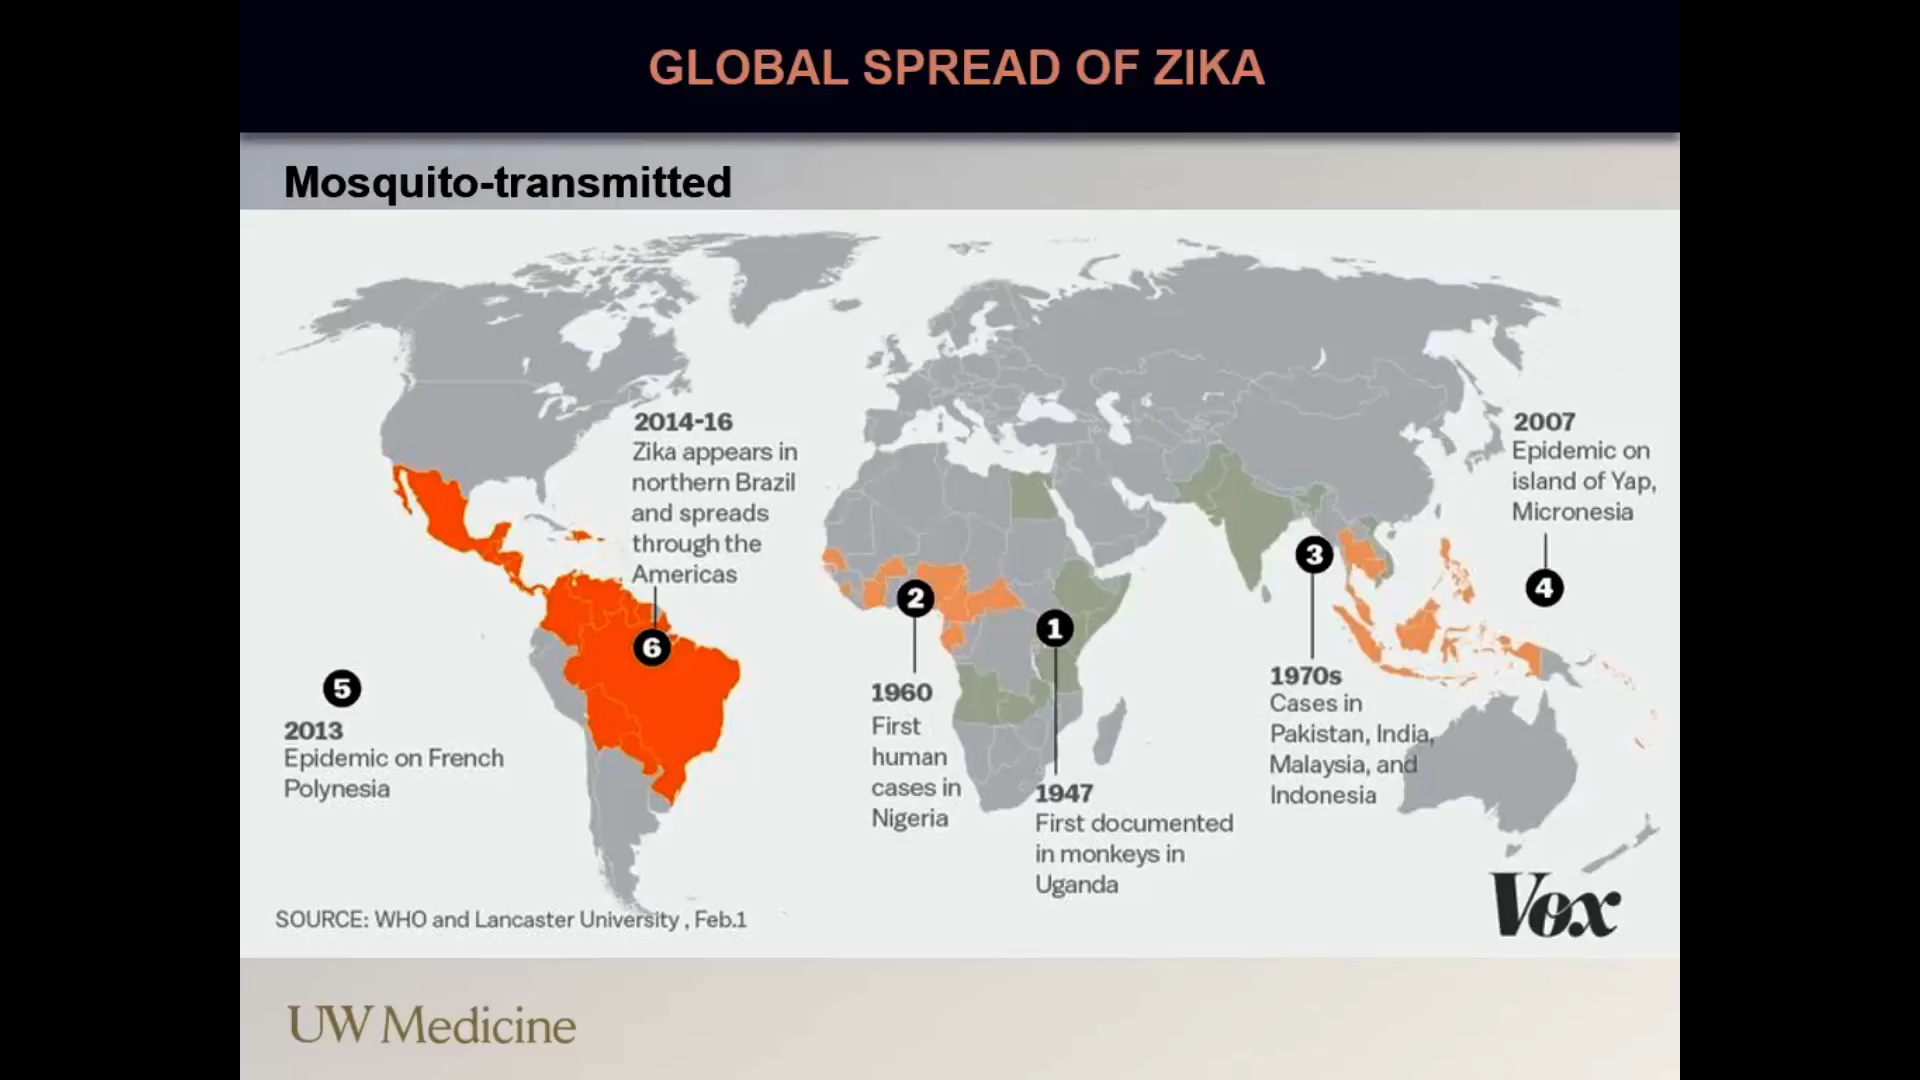 GLOBAL SPREAD OF ZIKA
Mosquito-transmitted
2014-16
Zika appears in
northern Brazil
and spreads
through the
Americas
6
2007
Epidemic on
island of Yap,
Micronesia
4
3
1970s
Cases in
Pakistan, India,
Malaysia, and
Indonesia
2
1960
First
human
cases in
Nigeria
1
1947
First documented
in monkeys in
Uganda
5
2013
Epidemic on French
Polynesia
SOURCE: WHO and Lancaster University , Feb.1
Vox
UW Medicine